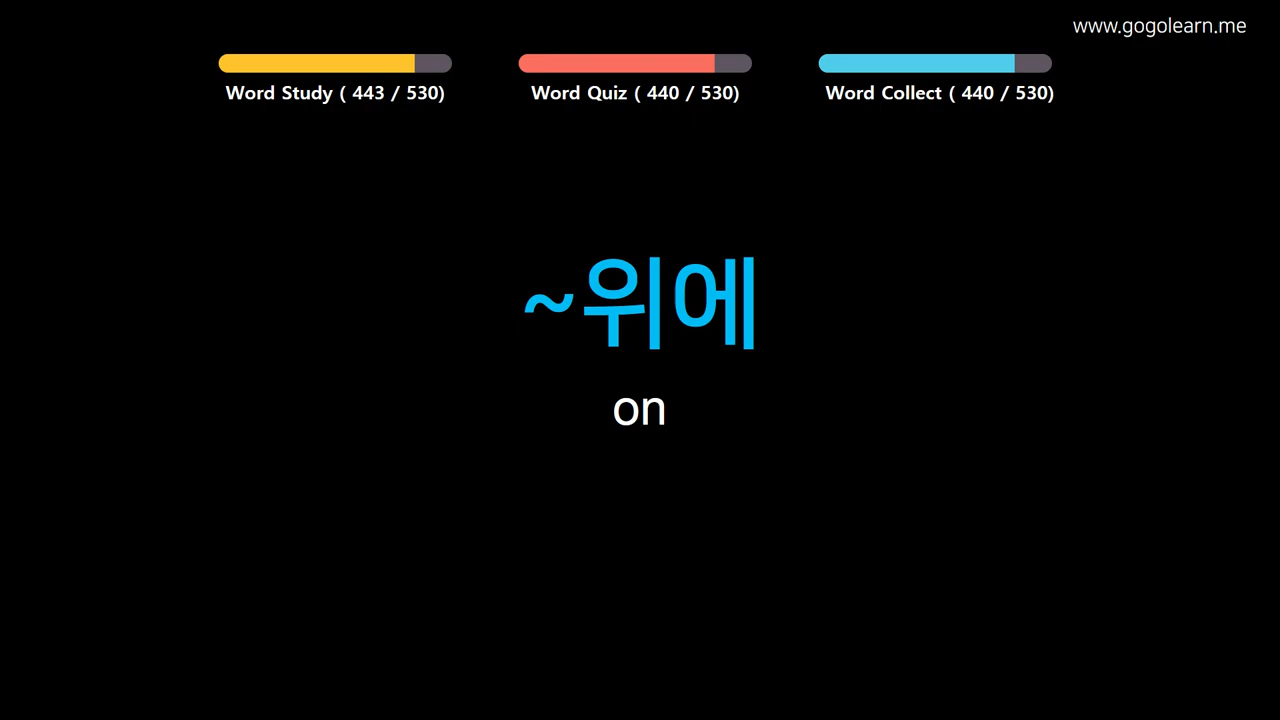 www.gogolearn.me
Word Study ( 443 / 530)
Word Quiz ( 440 / 530)
Word Collect ( 440 / 530)
~위에
on